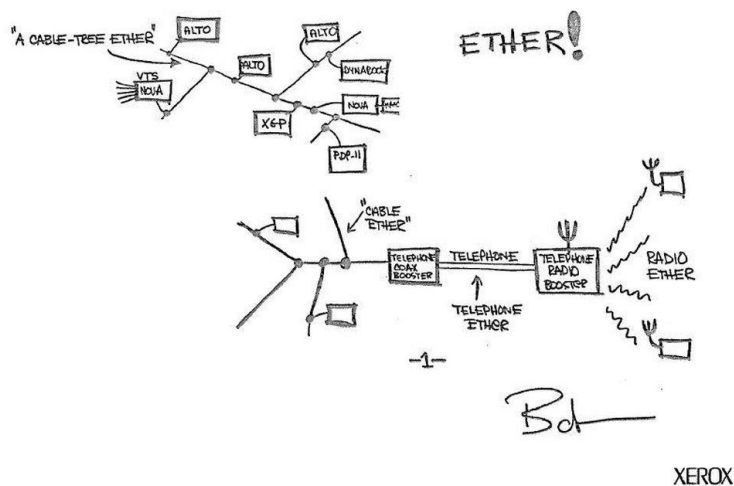 "A CABLE-TREE ETHER"
ALTO
ALTO
ETHER!
ALTO
DYNABOOK
VTS
NOVA
NOVA
XGP
PDP-11
"CABLE
ETHER"
TELEPHONE
COAX
BOOSTER
TELEPHONE
TELEPHONE
RADIO
BOOSTER
RADIO
ETHER
TELEPHONE
ETHER
-1-
Bob
XEROX